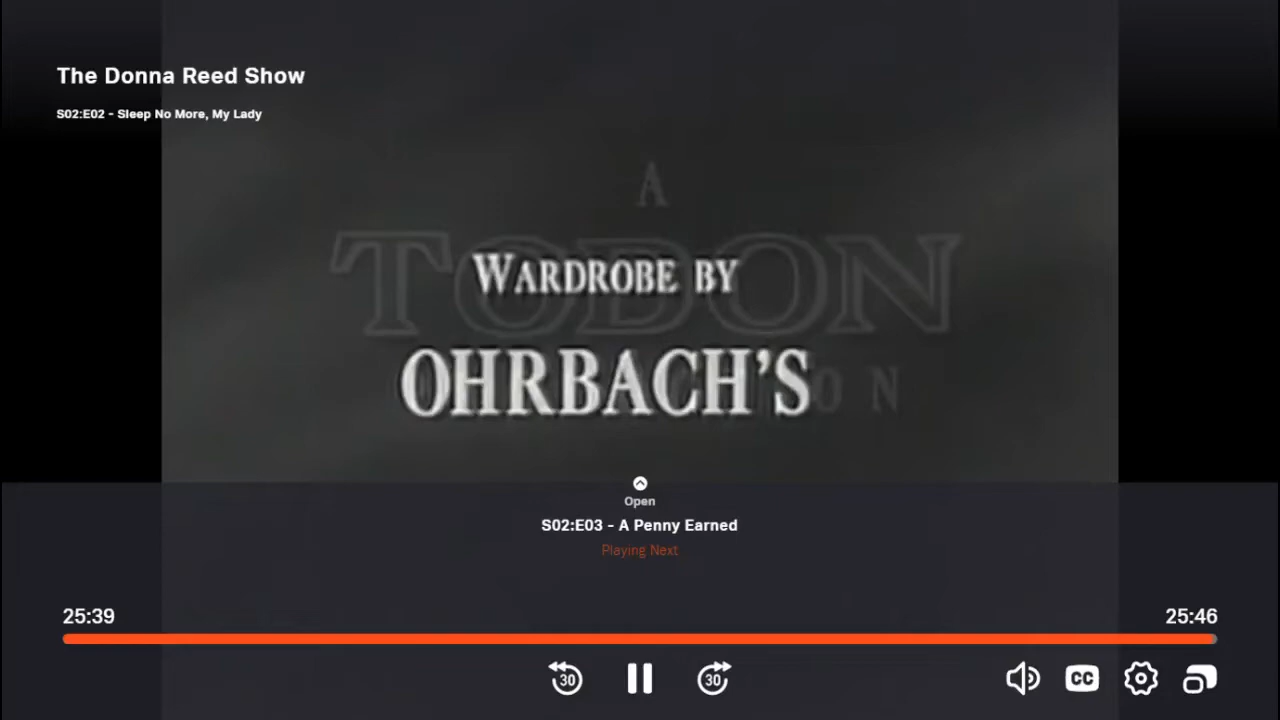 The Donna Reed Show
S02:E02 - Sleep No More, My Lady
A
TODON
WARDROBE BY
OHRBACH'S
ON
Open
S02:E03 - A Penny Earned
Playing Next
25:39
25:46
30
30
CC